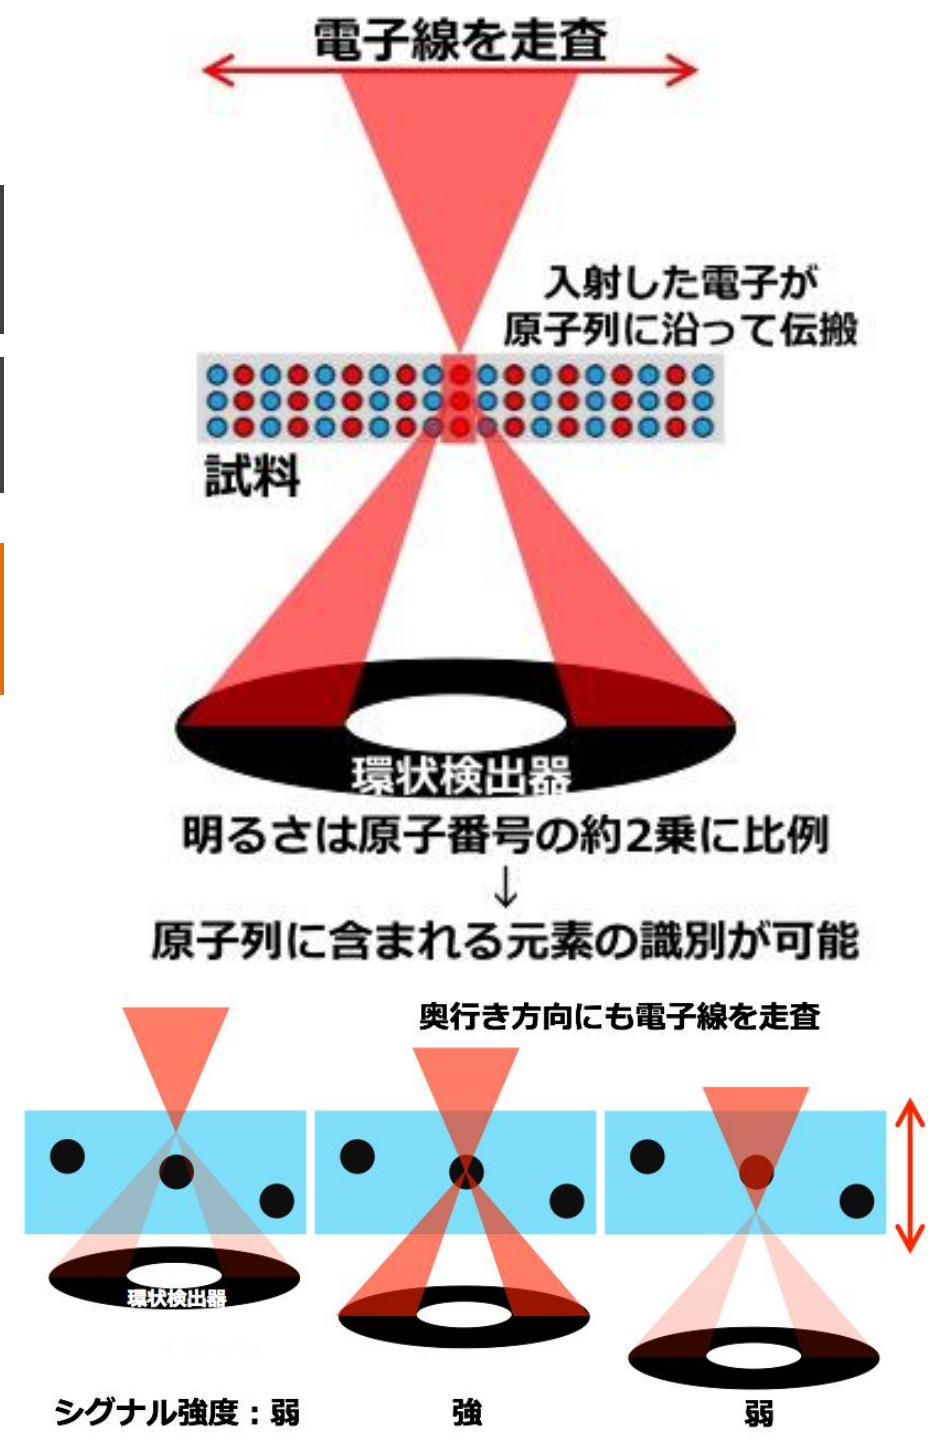 電子線を走査
入射した電子が
原子列に沿って伝搬
試料
環状検出器
明るさは原子番号の約2乗に比例
↓
原子列に含まれる元素の識別が可能
奥行き方向にも電子線を走査
環状検出器
シグナル強度：弱
強
弱